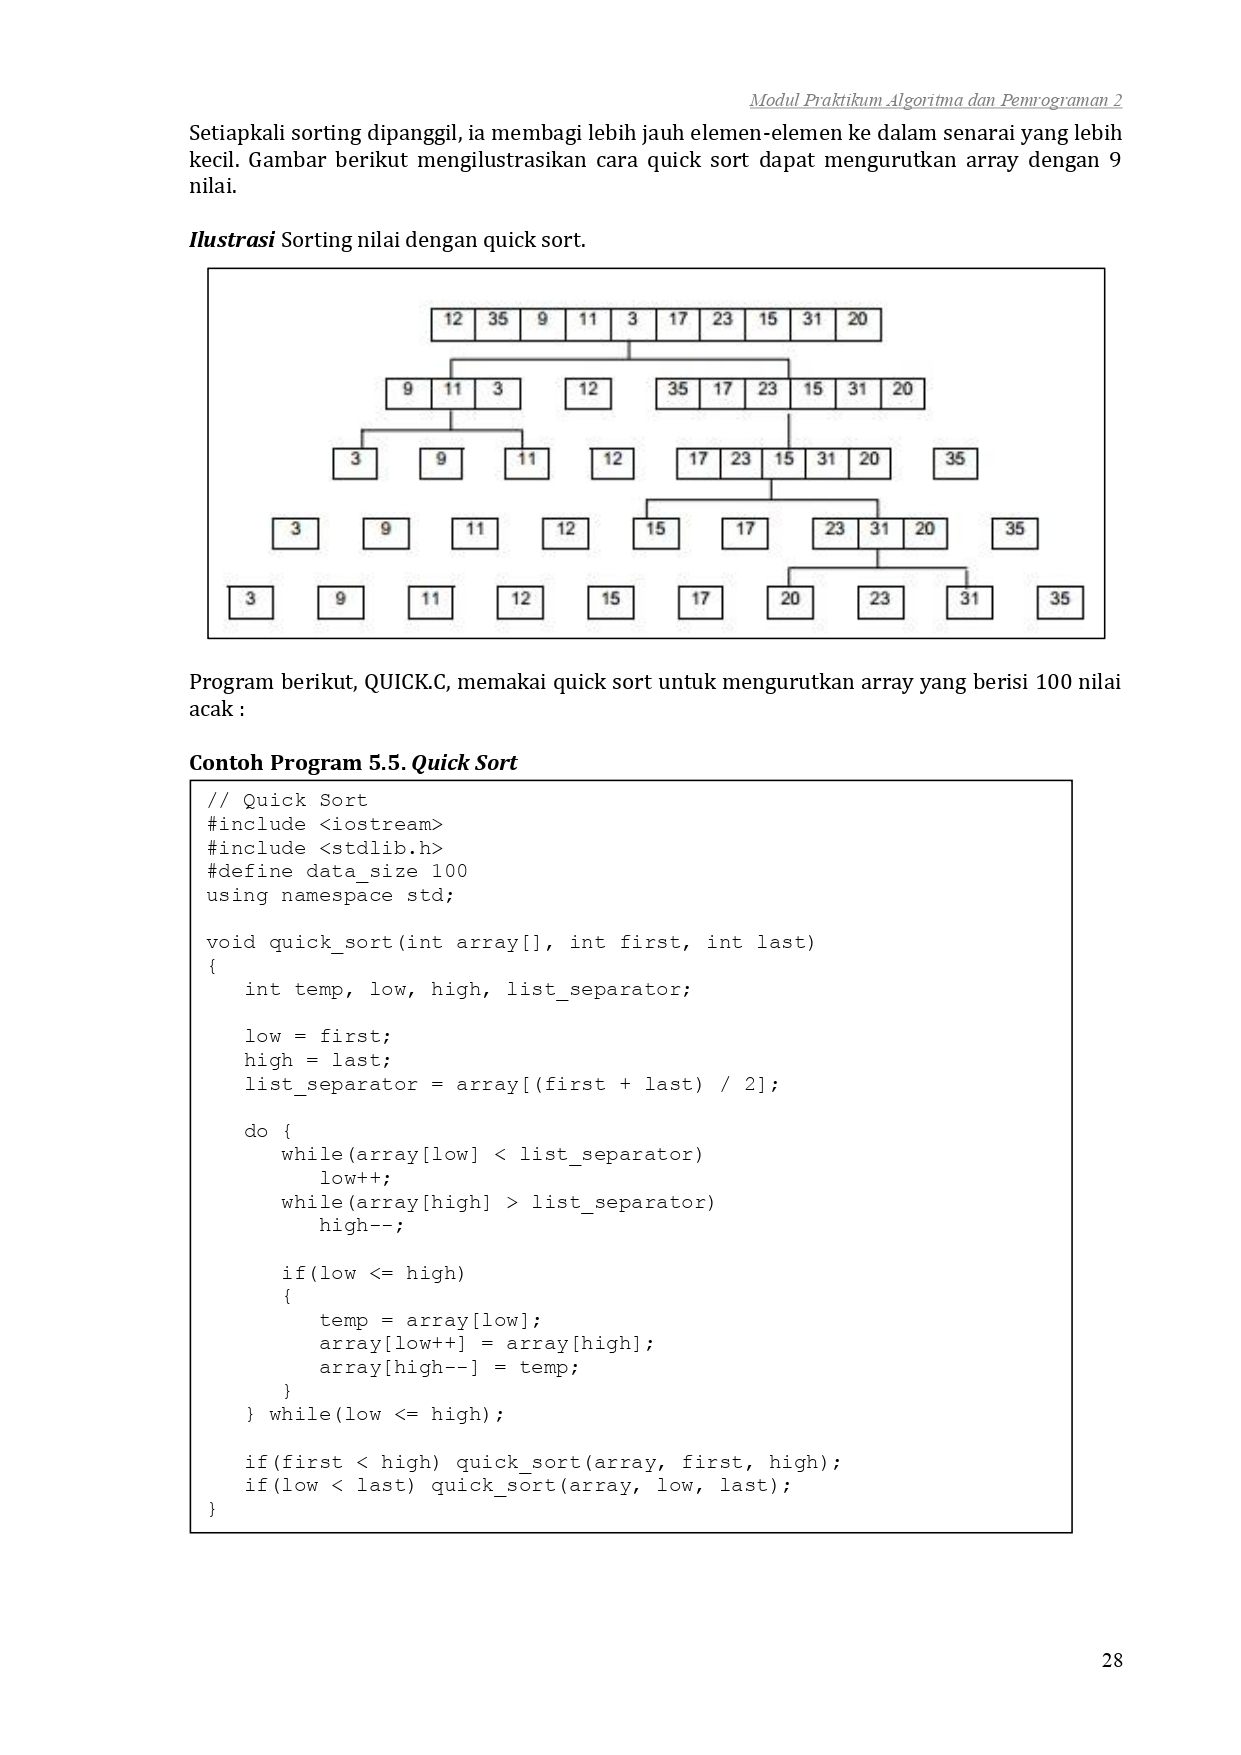 Modul Praktikum Algoritma dan Pemrograman 2
Setiapkali sorting dipanggil, ia membagi lebih jauh elemen-elemen ke dalam senarai yang lebih
kecil. Gambar berikut mengilustrasikan cara quick sort dapat mengurutkan array dengan 9
nilai.
Ilustrasi Sorting nilai dengan quick sort.
12 35 9 11 3 17 23 15 31 20
9 11 3 12 35 17 23 15 31 20
3 9 11 12 17 23 15 31 20 35
3 9 11 12 15 17 23 31 20 35
3 9 11 12 15 17 20 23 31 35
Program berikut, QUICK.C, memakai quick sort untuk mengurutkan array yang berisi 100 nilai
acak :
Contoh Program 5.5. Quick Sort
// Quick Sort
#include <iostream>
#include <stdlib.h>
#define data_size 100
using namespace std;
void quick_sort(int array[], int first, int last)
{
int temp, low, high, list_separator;
low = first;
high = last;
list_separator = array[(first + last) / 2];
do {
while(array[low] < list_separator)
low++;
while(array[high] > list_separator)
high--;
if(low <= high)
{
temp = array[low];
array[low++] = array[high];
array[high--] = temp;
}
} while(low <= high);
if(first < high) quick_sort(array, first, high);
if(low < last) quick_sort(array, low, last);
}
28